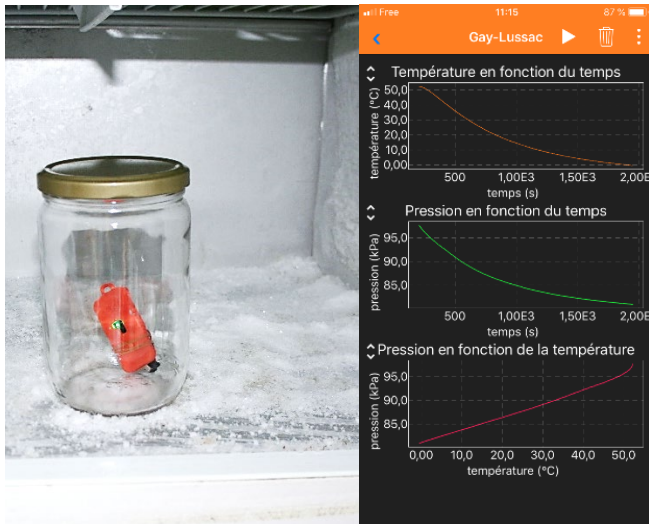 Free 11:15 87 %
Gay-Lussac
Température en fonction du temps
température (°C)
50,0
40,0
30,0
20,0
10,0
0,00
500 1,00E3 1,50E3 2,00E
temps (s)
Pression en fonction du temps
pression (kPa)
95,0
90,0
85,0
500 1,00E3 1,50E3 2,00E
temps (s)
Pression en fonction de la température
pression (kPa)
95,0
90,0
85,0
0,00 10,0 20,0 30,0 40,0 50,0
température (°C)